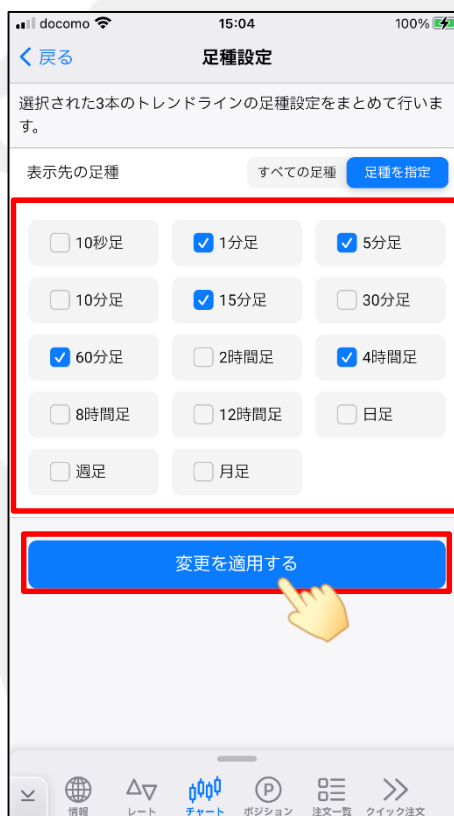 docomo 15:04 100%
戻る 足種設定
選択された3本のトレンドラインの足種設定をまとめて行いま
す。
表示先の足種 すべての足種 足種を指定
10秒足 1分足 5分足
10分足 15分足 30分足
60分足 2時間足 4時間足
8時間足 12時間足 日足
週足 月足
変更を適用する
P
情報 レート チャート ポジション 注文一覧 クイック注文